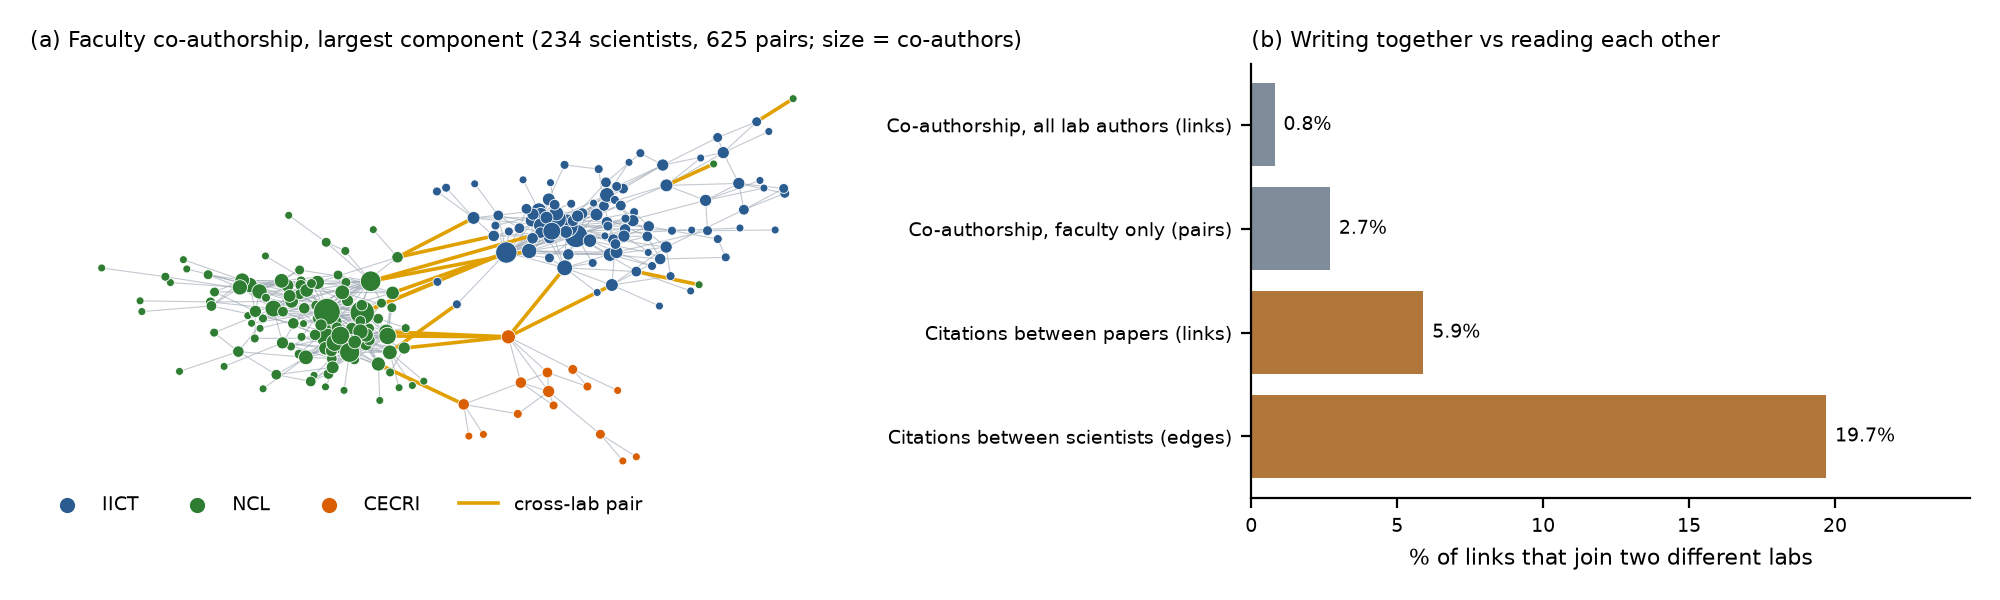 (a) Faculty co-authorship, largest component (234 scientists, 625 pairs; size = co-authors)
IICT
NCL
CECRI
cross-lab pair
(b) Writing together vs reading each other
Co-authorship, all lab authors (links)
0.8%
Co-authorship, faculty only (pairs)
2.7%
Citations between papers (links)
5.9%
Citations between scientists (edges)
19.7%
0 5 10 15 20
% of links that join two different labs